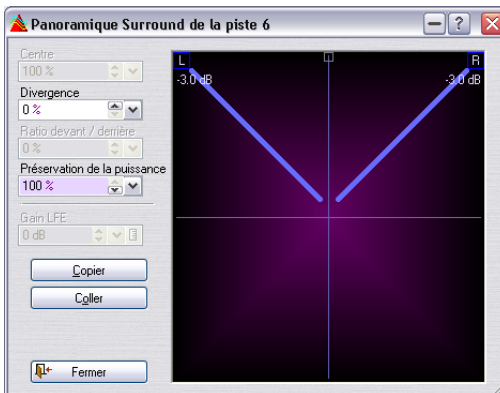 Panoramique Surround de la piste 6
Centre
100 %
Divergence
0 %
Ratio devant / derrière
0 %
Préservation de la puissance
100 %
Gain LFE
0 dB
Copier
Coller
Fermer
L
R
-3.0 dB
-3.0 dB